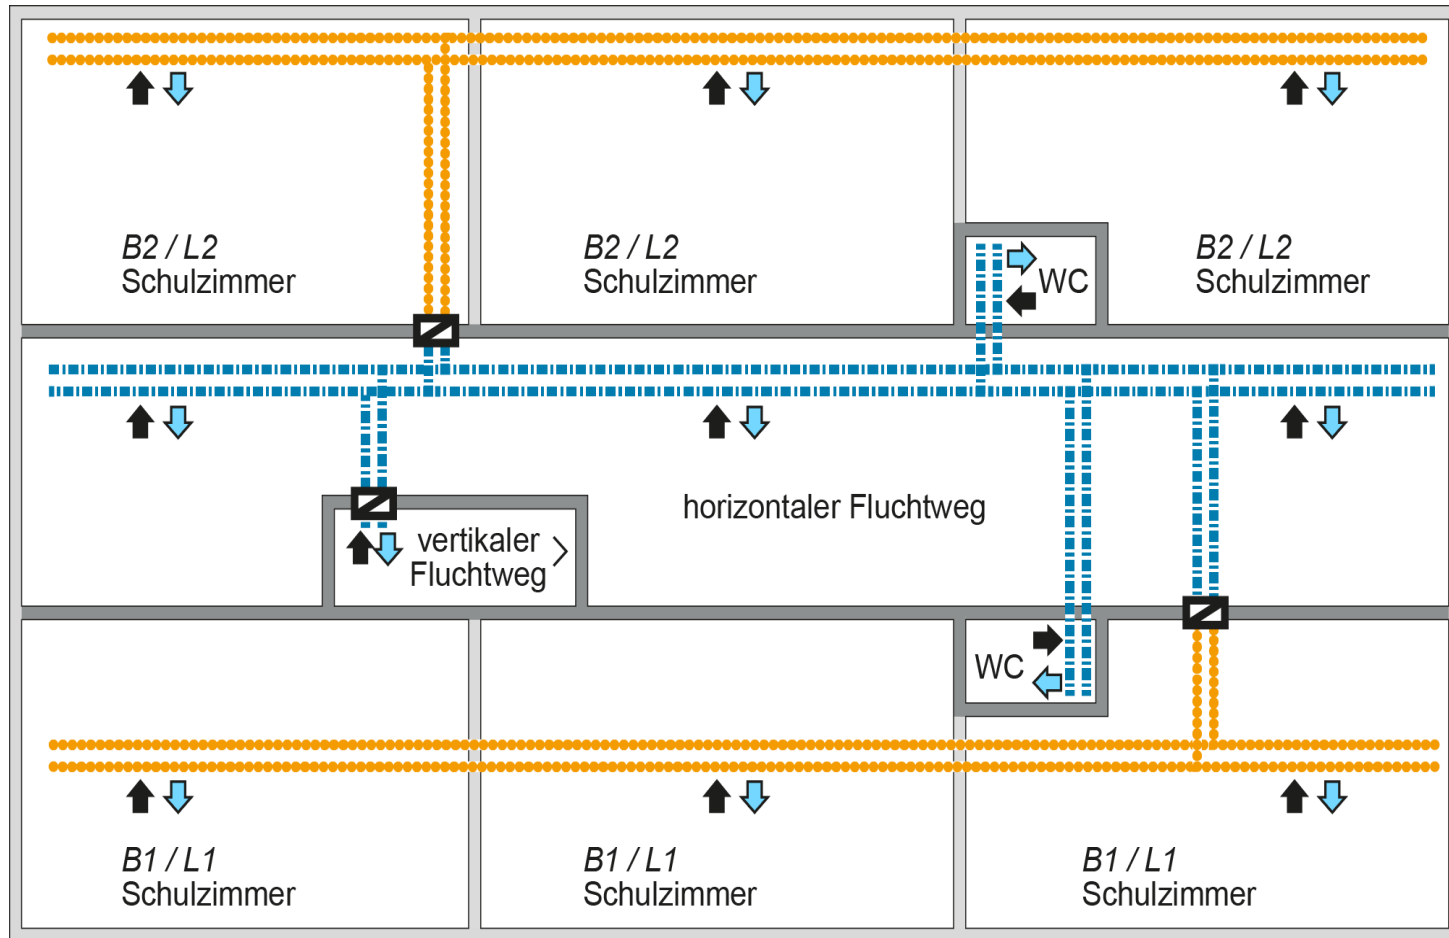 B2 / L2
Schulzimmer
B2 / L2
Schulzimmer
WC
B2 / L2
Schulzimmer
horizontaler Fluchtweg
vertikaler
Fluchtweg
WC
B1 / L1
Schulzimmer
B1 / L1
Schulzimmer
B1 / L1
Schulzimmer